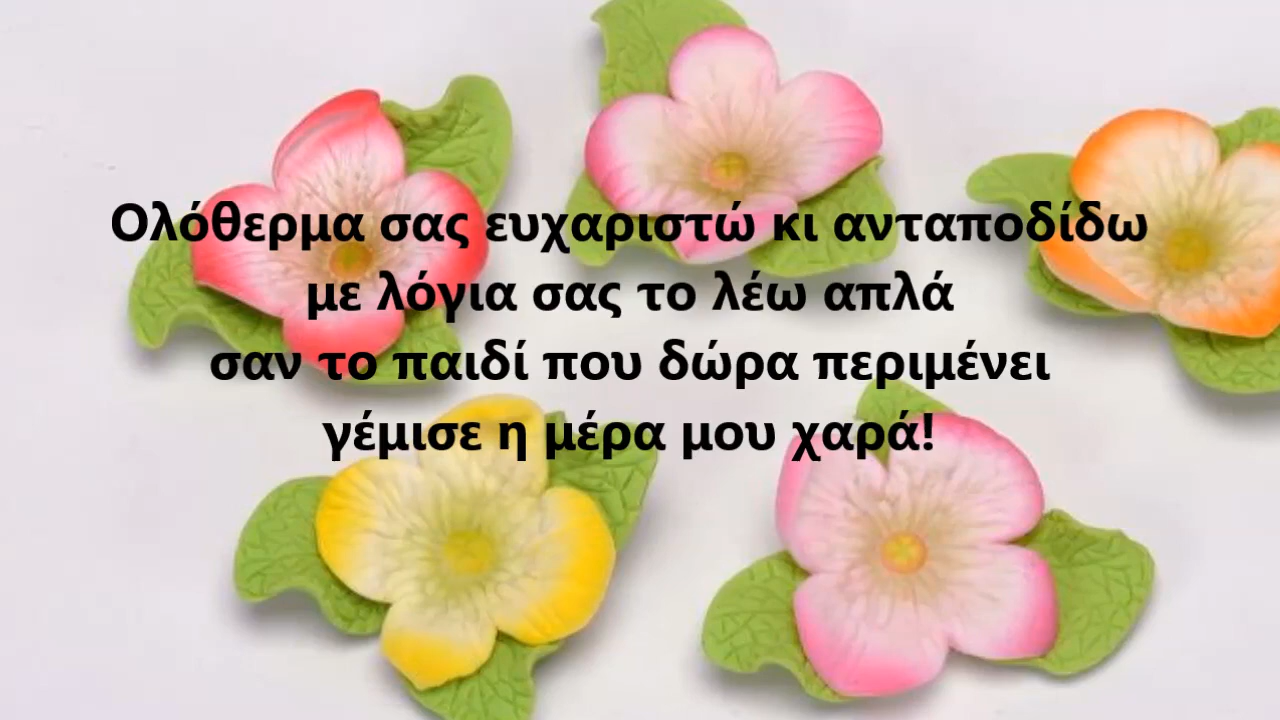 Ολόθερμα σας ευχαριστώ κι ανταποδίδω
με λόγια σας το λέω απλά
σαν το παιδί που δώρα περιμένει
γέμισε η μέρα μου χαρά!